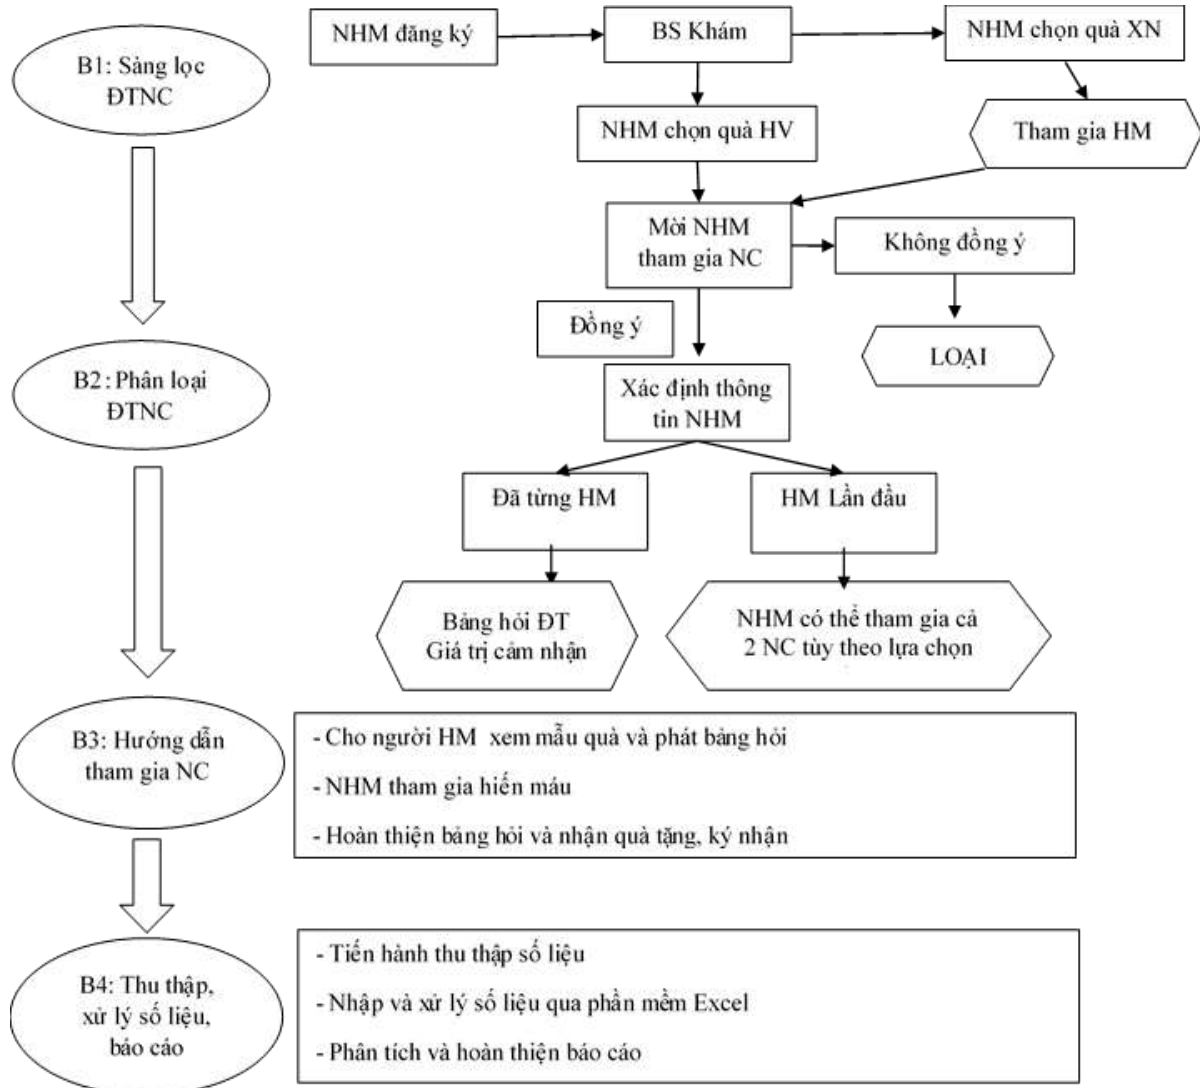 NHM đăng ký
BS Khám
NHM chọn quà XN
B1: Sàng lọc
ĐTNC
NHM chọn quà HV
Tham gia HM
Mời NHM
tham gia NC
Không đồng ý
Đồng ý
LOẠI
B2: Phân loại
ĐTNC
Xác định thông
tin NHM
Đã từng HM
HM Lần đầu
Bảng hỏi ĐT
Giá trị cảm nhận
NHM có thể tham gia cả
2 NC tùy theo lựa chọn
B3: Hướng dẫn
tham gia NC
- Cho người HM xem mẫu quà và phát bảng hỏi
- NHM tham gia hiến máu
- Hoàn thiện bảng hỏi và nhận quà tặng, ký nhận
B4: Thu thập,
xử lý số liệu,
báo cáo
- Tiến hành thu thập số liệu
- Nhập và xử lý số liệu qua phần mềm Excel
- Phân tích và hoàn thiện báo cáo